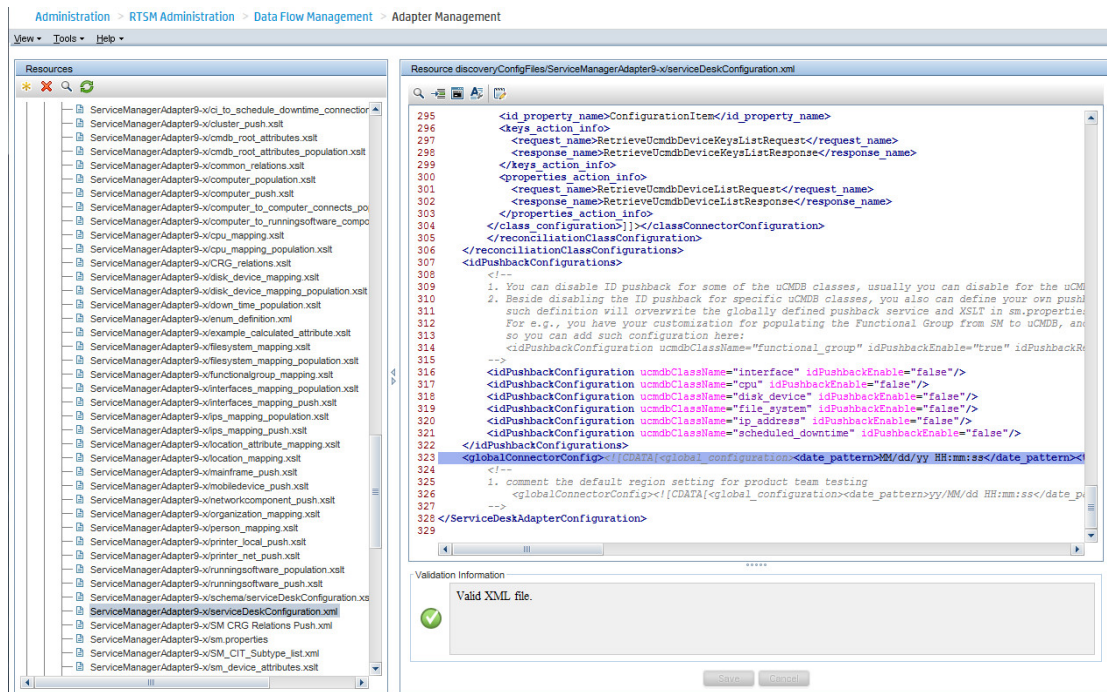 Administration > RTSM Administration > Data Flow Management > Adapter Management
View Tools Help
Resources
ServiceManagerAdapter9-x/ci_to_schedule_downtime_connection
ServiceManagerAdapter9-x/cluster_push.xslt
ServiceManagerAdapter9-x/cmdb_root_attributes.xslt
ServiceManagerAdapter9-x/cmdb_root_attributes_population.xslt
ServiceManagerAdapter9-x/common_relations.xslt
ServiceManagerAdapter9-x/computer_population.xslt
ServiceManagerAdapter9-x/computer_push.xslt
ServiceManagerAdapter9-x/computer_to_computer_connects_po
ServiceManagerAdapter9-x/computer_to_runningsoftware_compo
ServiceManagerAdapter9-x/cpu_mapping.xslt
ServiceManagerAdapter9-x/cpu_mapping_population.xslt
ServiceManagerAdapter9-x/CRG_relations.xslt
ServiceManagerAdapter9-x/disk_device_mapping.xslt
ServiceManagerAdapter9-x/disk_device_mapping_population.xslt
ServiceManagerAdapter9-x/down_time_population.xslt
ServiceManagerAdapter9-x/enum_definition.xml
ServiceManagerAdapter9-x/example_calculated_attribute.xslt
ServiceManagerAdapter9-x/filesystem_mapping.xslt
ServiceManagerAdapter9-x/filesystem_mapping_population.xslt
ServiceManagerAdapter9-x/functionalgroup_mapping.xslt
ServiceManagerAdapter9-x/interfaces_mapping_population.xslt
ServiceManagerAdapter9-x/interfaces_mapping_push.xslt
ServiceManagerAdapter9-x/ips_mapping_population.xslt
ServiceManagerAdapter9-x/ips_mapping_push.xslt
ServiceManagerAdapter9-x/location_attribute_mapping.xslt
ServiceManagerAdapter9-x/location_mapping.xslt
ServiceManagerAdapter9-x/mainframe_push.xslt
ServiceManagerAdapter9-x/mobiledevice_push.xslt
ServiceManagerAdapter9-x/networkcomponent_push.xslt
ServiceManagerAdapter9-x/organization_mapping.xslt
ServiceManagerAdapter9-x/person_mapping.xslt
ServiceManagerAdapter9-x/printer_local_push.xslt
ServiceManagerAdapter9-x/printer_net_push.xslt
ServiceManagerAdapter9-x/runningsoftware_population.xslt
ServiceManagerAdapter9-x/runningsoftware_push.xslt
ServiceManagerAdapter9-x/schema/serviceDeskConfiguration.xs
ServiceManagerAdapter9-x/serviceDeskConfiguration.xml
ServiceManagerAdapter9-x/SM CRG Relations Push.xml
ServiceManagerAdapter9-x/sm.properties
ServiceManagerAdapter9-x/SM_CIT_Subtype_list.xml
ServiceManagerAdapter9-x/sm_device_attributes.xslt
Resource discoveryConfigFiles/ServiceManagerAdapter9-x/serviceDeskConfiguration.xml
295 <id_property_name>ConfigurationItem</id_property_name>
296 <keys_action_info>
297 <request_name>RetrieveUcmdbDeviceKeysListRequest</request_name>
298 <response_name>RetrieveUcmdbDeviceKeysListResponse</response_name>
299 </keys_action_info>
300 <properties_action_info>
301 <request_name>RetrieveUcmdbDeviceListRequest</request_name>
302 <response_name>RetrieveUcmdbDeviceListResponse</response_name>
303 </properties_action_info>
304 </class_configuration>]]></classConnectorConfiguration>
305 </reconciliationClassConfiguration>
306 </reconciliationClassConfigurations>
307 <idPushbackConfigurations>
308 <!--
309 1. You can disable ID pushback for some of the uCMDB classes, usually you can disable for the uCM
310 2. Beside disabling the ID pushback for specific uCMDB classes, you also can define your own push
311 such definition will orverwrite the globally defined pushback service and XSLT in sm.properties
312 For e.g., you have your customization for populating the Functional Group from SM to uCMDB, an
313 so you can add such configuration here:
314 <idPushbackConfiguration ucmdbClassName="functional_group" idPushbackEnable="true" idPushbackR
315 -->
316 <idPushbackConfiguration ucmdbClassName="interface" idPushbackEnable="false"/>
317 <idPushbackConfiguration ucmdbClassName="cpu" idPushbackEnable="false"/>
318 <idPushbackConfiguration ucmdbClassName="disk_device" idPushbackEnable="false"/>
319 <idPushbackConfiguration ucmdbClassName="file_system" idPushbackEnable="false"/>
320 <idPushbackConfiguration ucmdbClassName="ip_address" idPushbackEnable="false"/>
321 <idPushbackConfiguration ucmdbClassName="scheduled_downtime" idPushbackEnable="false"/>
322 </idPushbackConfigurations>
323 <globalConnectorConfig><![CDATA[<global_configuration><date_pattern>MM/dd/yy HH:mm:ss</date_pattern><
324 <!--
325 1. comment the default region setting for product team testing
326 <globalConnectorConfig><![CDATA[<global_configuration><date_pattern>yy/MM/dd HH:mm:ss</date_p
327 -->
328 </ServiceDeskAdapterConfiguration>
329
Validation Information
Valid XML file.
Save Cancel